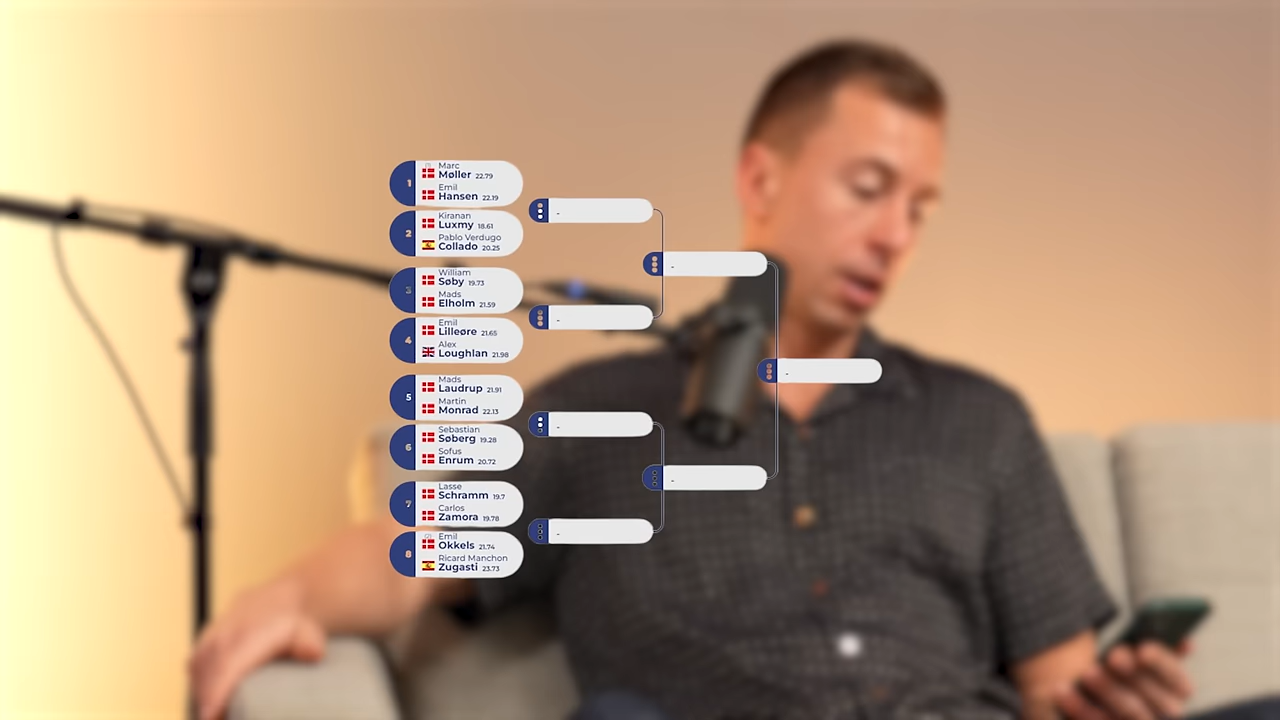 1
Marc
Møller 22.79
Emil
Hansen 22.19
2
Kiranan
Luxmy 18.61
Pablo Verdugo
Collado 20.25
3
William
Søby 19.73
Mads
Elholm 21.59
4
Emil
Lilleøre 21.65
Alex
Loughlan 21.98
5
Mads
Laudrup 21.91
Martin
Monrad 22.13
6
Sebastian
Søberg 19.28
Sofus
Enrum 20.72
7
Lasse
Schramm 19.7
Carlos
Zamora 19.78
8
(2) Emil
Okkels 21.74
Ricard Manchon
Zugasti 23.73
-
-
-
-
-
-
-